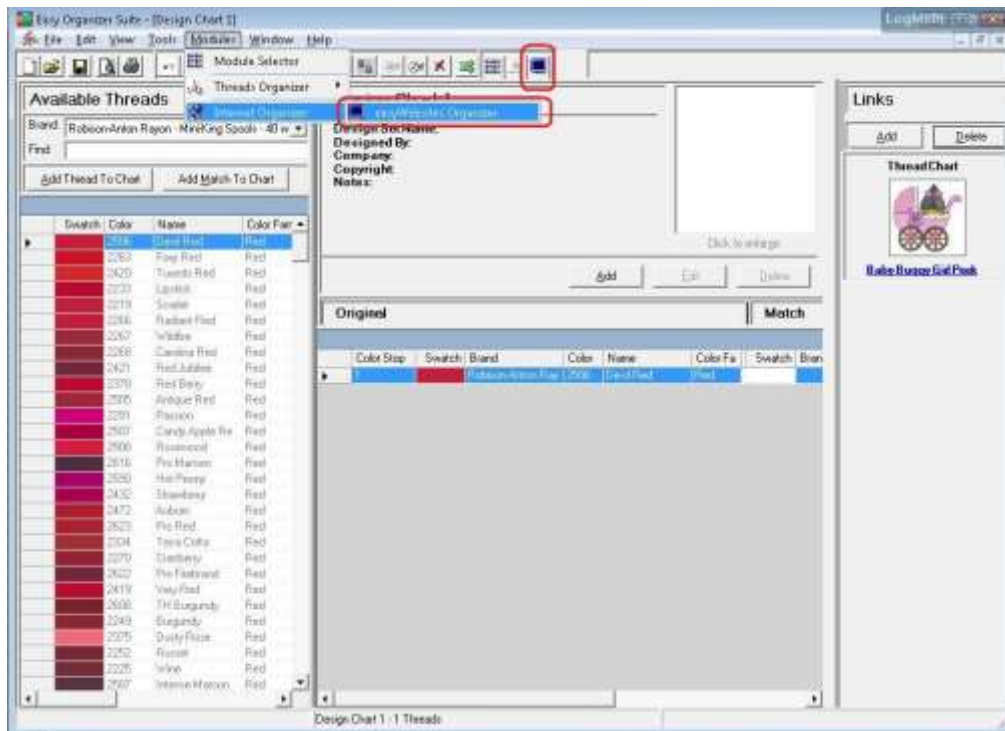 Easy Organizer Suite - [Design Chart 1]
File Edit View Tools Modules Window Help
Module Selector
Threads Organizer
Internet Organizer
easyWebsites Organizer
Available Threads
Brand Robison-Anton Rayon - MiniKing Spools - 40 w
Find
Add Thread To Chart Add Match To Chart
Swatch Color Name Color Fam
2506 Devil Red Red
2263 Foxy Red Red
2420 Tuxedo Red Red
2233 Lipstick Red
2219 Scarlet Red
2266 Radiant Red Red
2267 Wildfire Red
2268 Carolina Red Red
2421 Red Jubilee Red
2378 Red Berry Red
2505 Antique Red Red
2291 Passion Red
2507 Candy Apple Re Red
2500 Rosewood Red
2616 Pro Maroon Red
Hot Peony Red
2432 Strawberry Red
2472 Auburn Red
2623 Pro Red Red
2334 Terra Cotta Red
2270 Cranberry Red
2622 Pro Firebrand Red
2419 Very Red Red
2608 TH Burgundy Red
2249 Burgundy Red
2375 Dusty Rose Red
2252 Russet Red
2225 Wine Red
2587 Intense Maroon Red
Design Set Name:
Designed By:
Company:
Copyright:
Notes:
Click to enlarge
Add Edit Delete
Original Match
Color Stop Swatch Brand Color Name Color Fa Swatch Bran
1 Robison-Anton Ray 2506 Devil Red Red
Design Chart 1 - 1 Threads
Links
Add Delete
Thread Chart
Baby Buggy Girl Pink